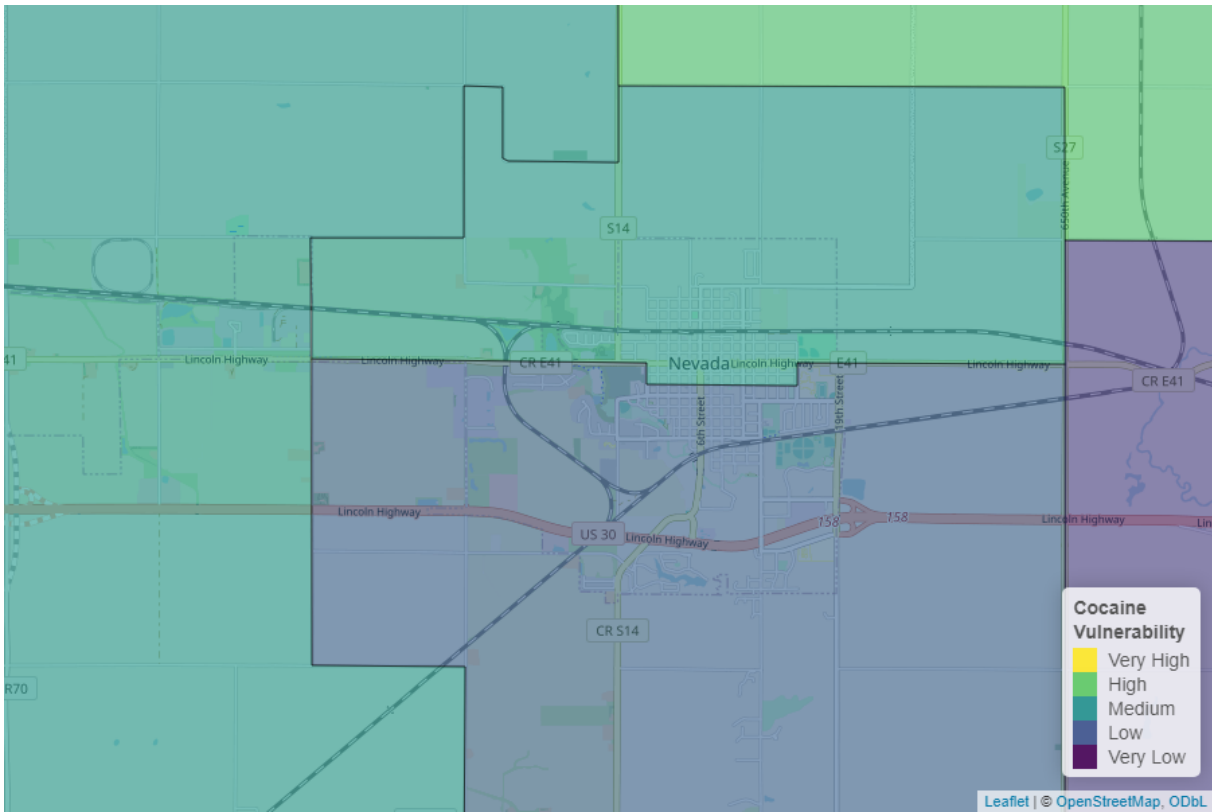 S27
650th Avenue
S14
41
Lincoln Highway
Lincoln Highway
CR E41
Nevada
Lincoln Highway
E41
Lincoln Highway
CR E41
6th Street
19th Street
Lincoln Highway
158
158
Lincoln Highway
Lin
US 30
Lincoln Highway
CR S14
R70
Cocaine
Vulnerability
Very High
High
Medium
Low
Very Low
Leaflet | © OpenStreetMap, ODbL